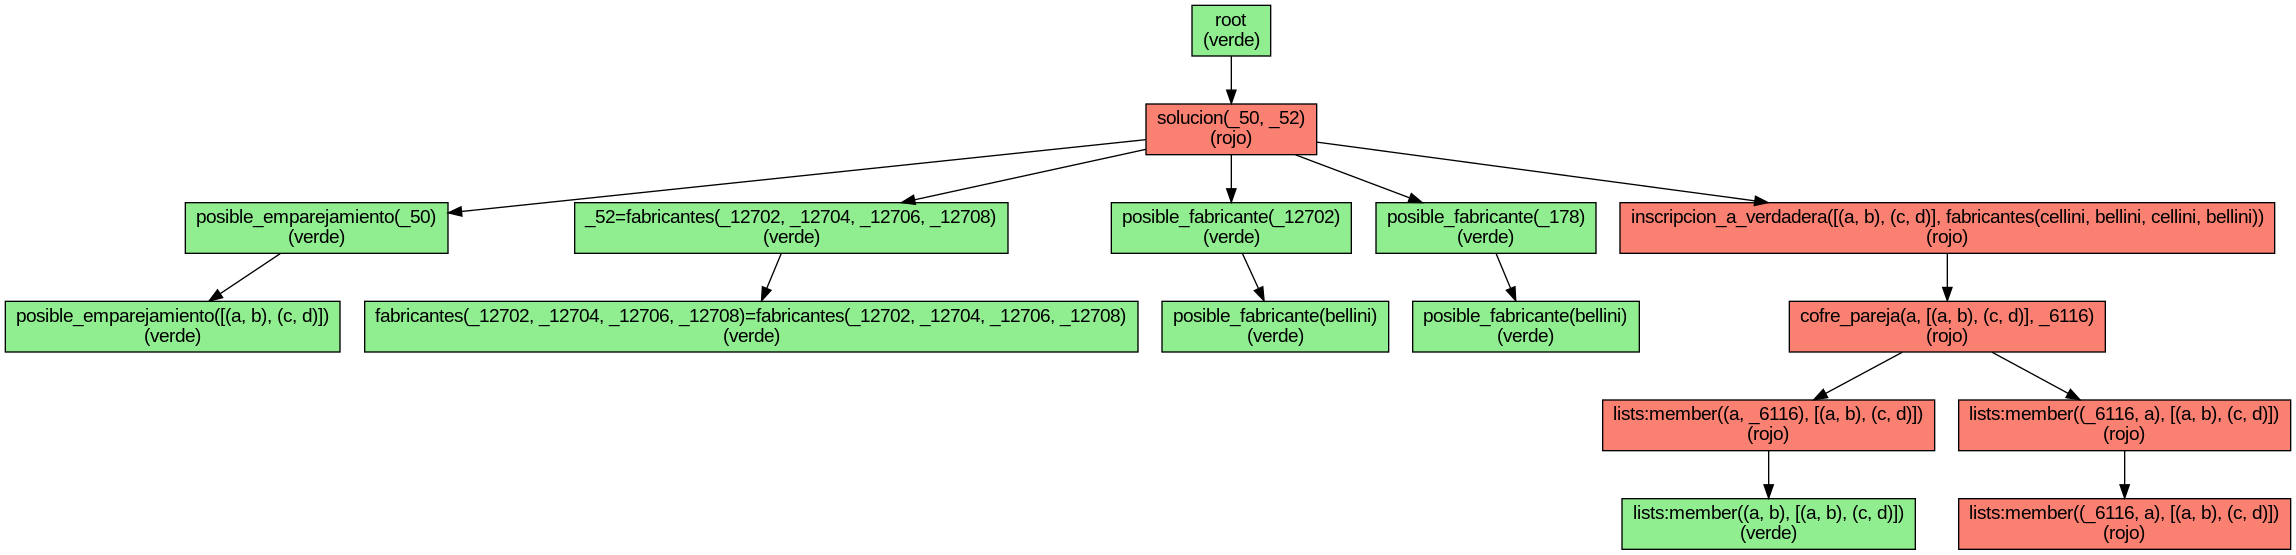 root
(verde)
solucion(_50, _52)
(rojo)
posible_emparejamiento(_50)
(verde)
_52=fabricantes(_12702, _12704, _12706, _12708)
(verde)
posible_fabricante(_12702)
(verde)
posible_fabricante(_178)
(verde)
inscripcion_a_verdadera([(a, b), (c, d)], fabricantes(cellini, bellini, cellini, bellini))
(rojo)
posible_emparejamiento([(a, b), (c, d)])
(verde)
fabricantes(_12702, _12704, _12706, _12708)=fabricantes(_12702, _12704, _12706, _12708)
(verde)
posible_fabricante(bellini)
(verde)
posible_fabricante(bellini)
(verde)
cofre_pareja(a, [(a, b), (c, d)], _6116)
(rojo)
lists:member((a, _6116), [(a, b), (c, d)])
(rojo)
lists:member((_6116, a), [(a, b), (c, d)])
(rojo)
lists:member((a, b), [(a, b), (c, d)])
(verde)
lists:member((_6116, a), [(a, b), (c, d)])
(rojo)